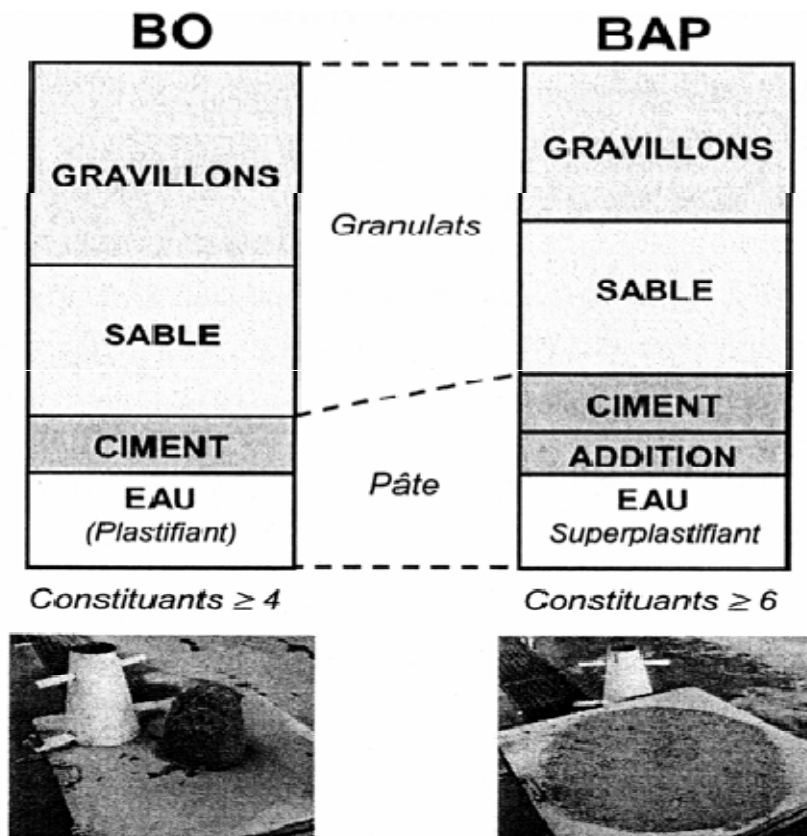 BO
BAP
GRAVILLONS
SABLE
CIMENT
EAU
(Plastifiant)
Granulats
Pâte
GRAVILLONS
SABLE
CIMENT
ADDITION
EAU
Superplastifiant
Constituants ≥ 4
Constituants ≥ 6